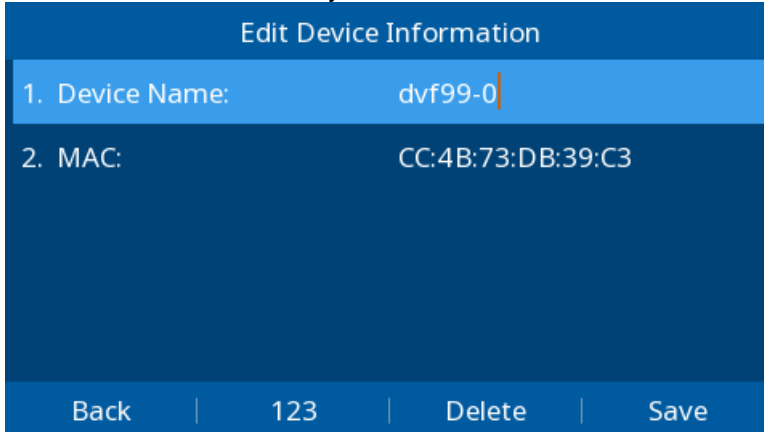 Edit Device Information
1. Device Name: dvf99-0
2. MAC: CC:4B:73:DB:39:C3
Back | 123 | Delete | Save